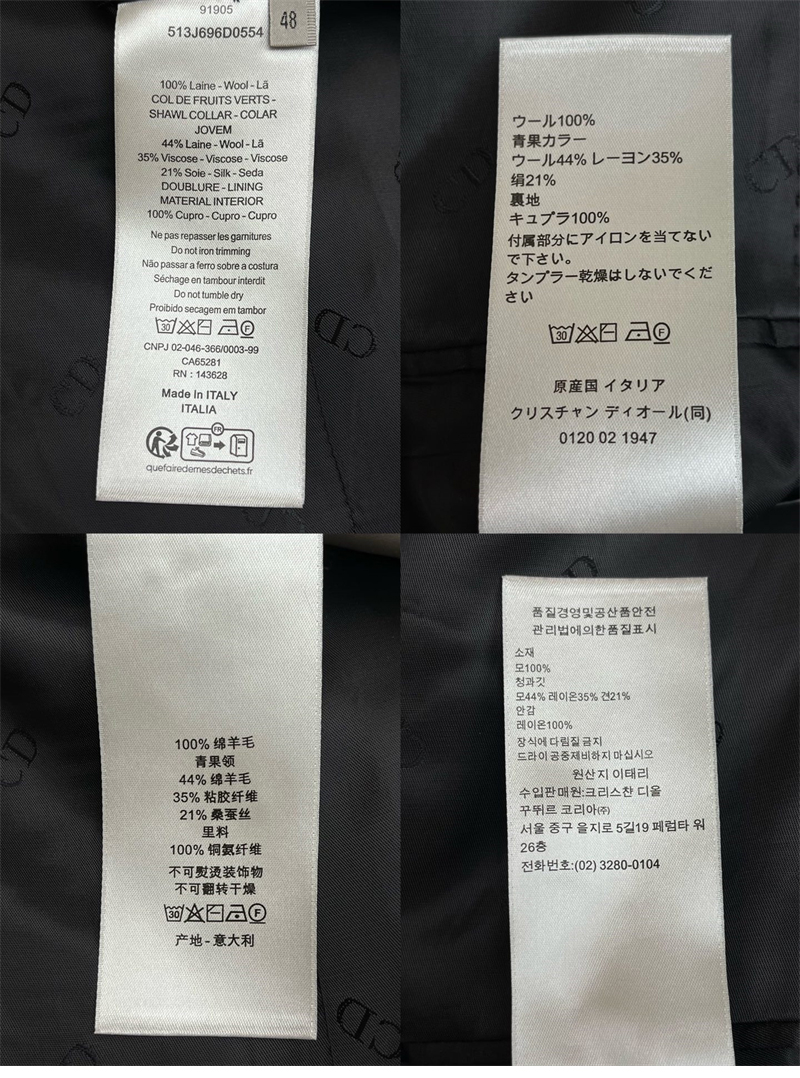 91905
48
513J696D0554
100% Laine - Wool - Lã
COL DE FRUITS VERTS -
SHAWL COLLAR - COLAR
JOVEM
44% Laine - Wool - Lã
35% Viscose - Viscose - Viscose
21% Soie - Silk - Seda
DOUBLURE - LINING
MATERIAL INTERIOR
100% Cupro - Cupro - Cupro
Ne pas repasser les garnitures
Do not iron trimming
Não passar a ferro sobre a costura
Séchage en tambour interdit
Do not tumble dry
Proibido secagem em tambor
30 F
CNPJ 02-046-366/0003-99
CA65281
RN : 143628
Made in ITALY
ITALIA
FR
quefairedemesdechets.fr
ウール100%
青果カラー
ウール44% レーヨン35%
絹21%
裏地
キュプラ100%
付属部分にアイロンを当てない
で下さい。
タンブラー乾燥はしないでくだ
さい
30 F
原産国 イタリア
クリスチャン ディオール(同)
0120 02 1947
100% 绵羊毛
青果领
44% 绵羊毛
35% 粘胶纤维
21% 桑蚕丝
里料
100% 铜氨纤维
不可熨烫装饰物
不可翻转干燥
30 F
产地 - 意大利
품질경영및공산품안전
관리법에의한품질표시
소재
모100%
청과깃
모44% 레이온35% 견21%
안감
레이온100%
장식에 다림질 금지
드라이 공중제비하지 마십시오
원산지 이태리
수입판매원:크리스찬 디올
꾸뛰르 코리아(주)
서울 중구 을지로 5길19 페럼타 워
26층
전화번호:(02) 3280-0104
CD
CD
CD
CD
CD